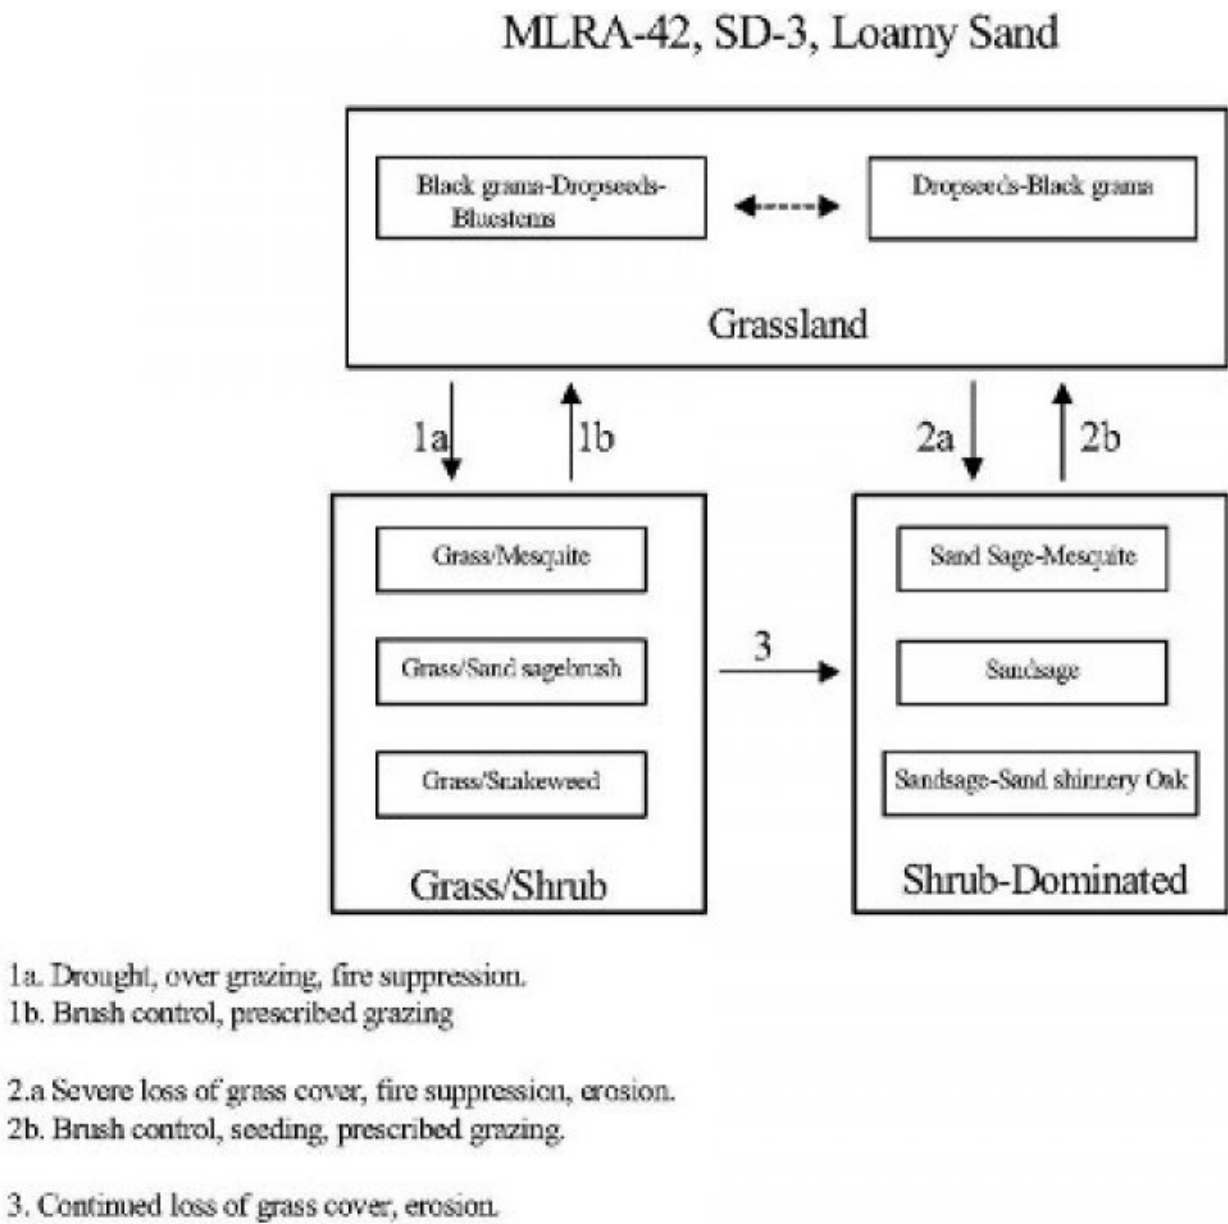 MLRA-42, SD-3, Loamy Sand
Black grama-Dropseeds-
Bluestems
Dropseeds-Black grama
Grassland
1a
1b
2a
2b
Grass/Mesquite
Grass/Sand sagebrush
Grass/Snakeweed
Grass/Shrub
3
Sand Sage-Mesquite
Sandsage
Sandsage-Sand shinnery Oak
Shrub-Dominated
1a. Drought, over grazing, fire suppression.
1b. Brush control, prescribed grazing
2.a Severe loss of grass cover, fire suppression, erosion.
2b. Brush control, seeding, prescribed grazing.
3. Continued loss of grass cover, erosion.